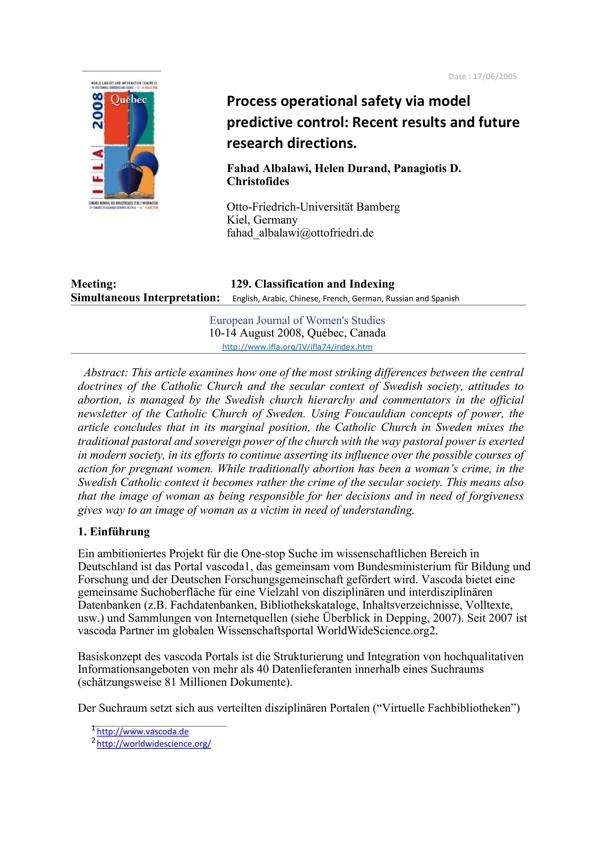 Date : 17/06/2005
WORLD LIBRARY AND INFORMATION CONGRESS:
Québec
2008
IFLA
Process operational safety via model
predictive control: Recent results and future
research directions.
Fahad Albalawi, Helen Durand, Panagiotis D.
Christofides
Otto-Friedrich-Universität Bamberg
Kiel, Germany
fahad_albalawi@ottofriedri.de
Meeting: 129. Classification and Indexing
Simultaneous Interpretation: English, Arabic, Chinese, French, German, Russian and Spanish
European Journal of Women's Studies
10-14 August 2008, Québec, Canada
http://www.ifla.org/IV/ifla74/index.htm
Abstract: This article examines how one of the most striking differences between the central
doctrines of the Catholic Church and the secular context of Swedish society, attitudes to
abortion, is managed by the Swedish church hierarchy and commentators in the official
newsletter of the Catholic Church of Sweden. Using Foucauldian concepts of power, the
article concludes that in its marginal position, the Catholic Church in Sweden mixes the
traditional pastoral and sovereign power of the church with the way pastoral power is exerted
in modern society, in its efforts to continue asserting its influence over the possible courses of
action for pregnant women. While traditionally abortion has been a woman's crime, in the
Swedish Catholic context it becomes rather the crime of the secular society. This means also
that the image of woman as being responsible for her decisions and in need of forgiveness
gives way to an image of woman as a victim in need of understanding.
1. Einführung
Ein ambitioniertes Projekt für die One-stop Suche im wissenschaftlichen Bereich in
Deutschland ist das Portal vascoda1, das gemeinsam vom Bundesministerium für Bildung und
Forschung und der Deutschen Forschungsgemeinschaft gefördert wird. Vascoda bietet eine
gemeinsame Suchoberfläche für eine Vielzahl von disziplinären und interdisziplinären
Datenbanken (z.B. Fachdatenbanken, Bibliothekskataloge, Inhaltsverzeichnisse, Volltexte,
usw.) und Sammlungen von Internetquellen (siehe Überblick in Depping, 2007). Seit 2007 ist
vascoda Partner im globalen Wissenschaftsportal WorldWideScience.org2.
Basiskonzept des vascoda Portals ist die Strukturierung und Integration von hochqualitativen
Informationsangeboten von mehr als 40 Datenlieferanten innerhalb eines Suchraums
(schätzungsweise 81 Millionen Dokumente).
Der Suchraum setzt sich aus verteilten disziplinären Portalen (“Virtuelle Fachbibliotheken”)
1 http://www.vascoda.de
2 http://worldwidescience.org/